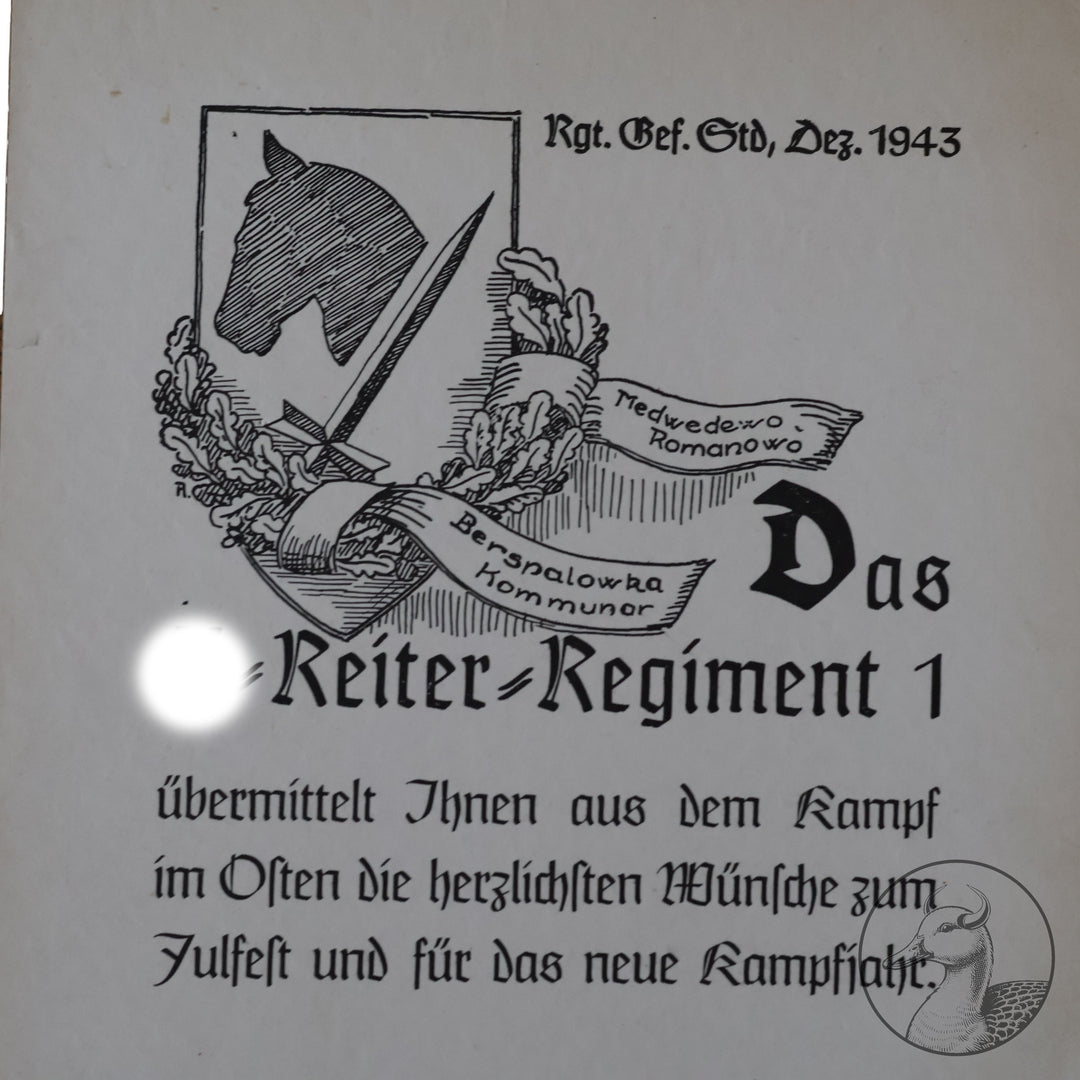 Rgt. Gef. Std, Dez. 1943
Medwedewo
Romanowo
Berspalowka
Kommunar
R.
Das
-Reiter-Regiment 1
übermittelt Ihnen aus dem Kampf
im Osten die herzlichsten Wünsche zum
Julfest und für das neue Kampfjahr.